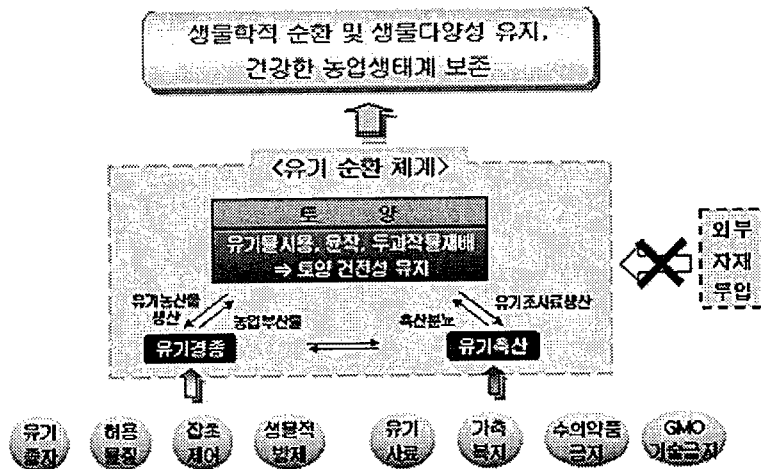 생물학적 순환 및 생물다양성 유지,
건강한 농업생태계 보존
<유기 순환 체계>
토 양
유기물시용, 윤작, 두과작물재배
⇒ 토양 건전성 유지
외부
자재
투입
유기농산물
생산
농업부산물
축산분뇨
유기조사료생산
유기경종
유기축산
유기
종자
허용
물질
잡초
제어
생물적
방제
유기
사료
가축
복지
수의약품
금지
GMO
기술금지